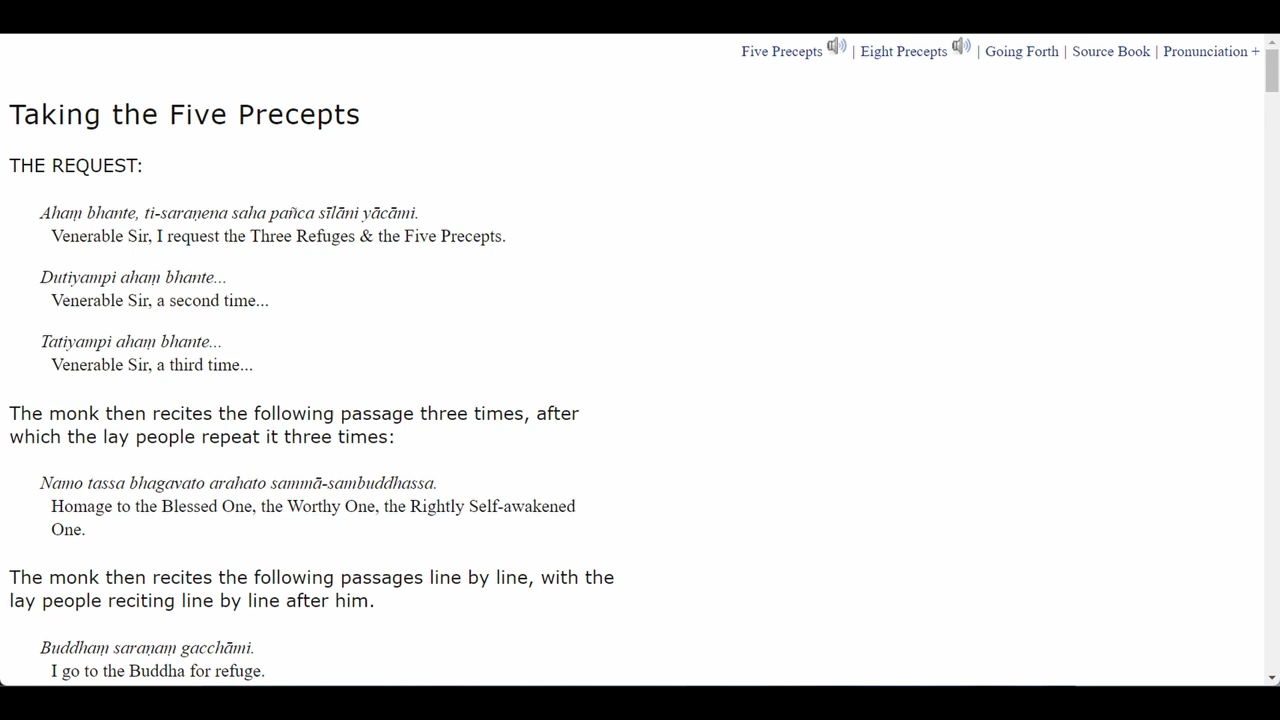 Five Precepts | Eight Precepts | Going Forth | Source Book | Pronunciation +
Taking the Five Precepts
THE REQUEST:
Ahaṃ bhante, ti-saraṇena saha pañca sīlāni yācāmi.
Venerable Sir, I request the Three Refuges & the Five Precepts.
Dutiyampi ahaṃ bhante...
Venerable Sir, a second time...
Tatiyampi ahaṃ bhante...
Venerable Sir, a third time...
The monk then recites the following passage three times, after
which the lay people repeat it three times:
Namo tassa bhagavato arahato sammā-sambuddhassa.
Homage to the Blessed One, the Worthy One, the Rightly Self-awakened
One.
The monk then recites the following passages line by line, with the
lay people reciting line by line after him.
Buddhaṃ saraṇaṃ gacchāmi.
I go to the Buddha for refuge.